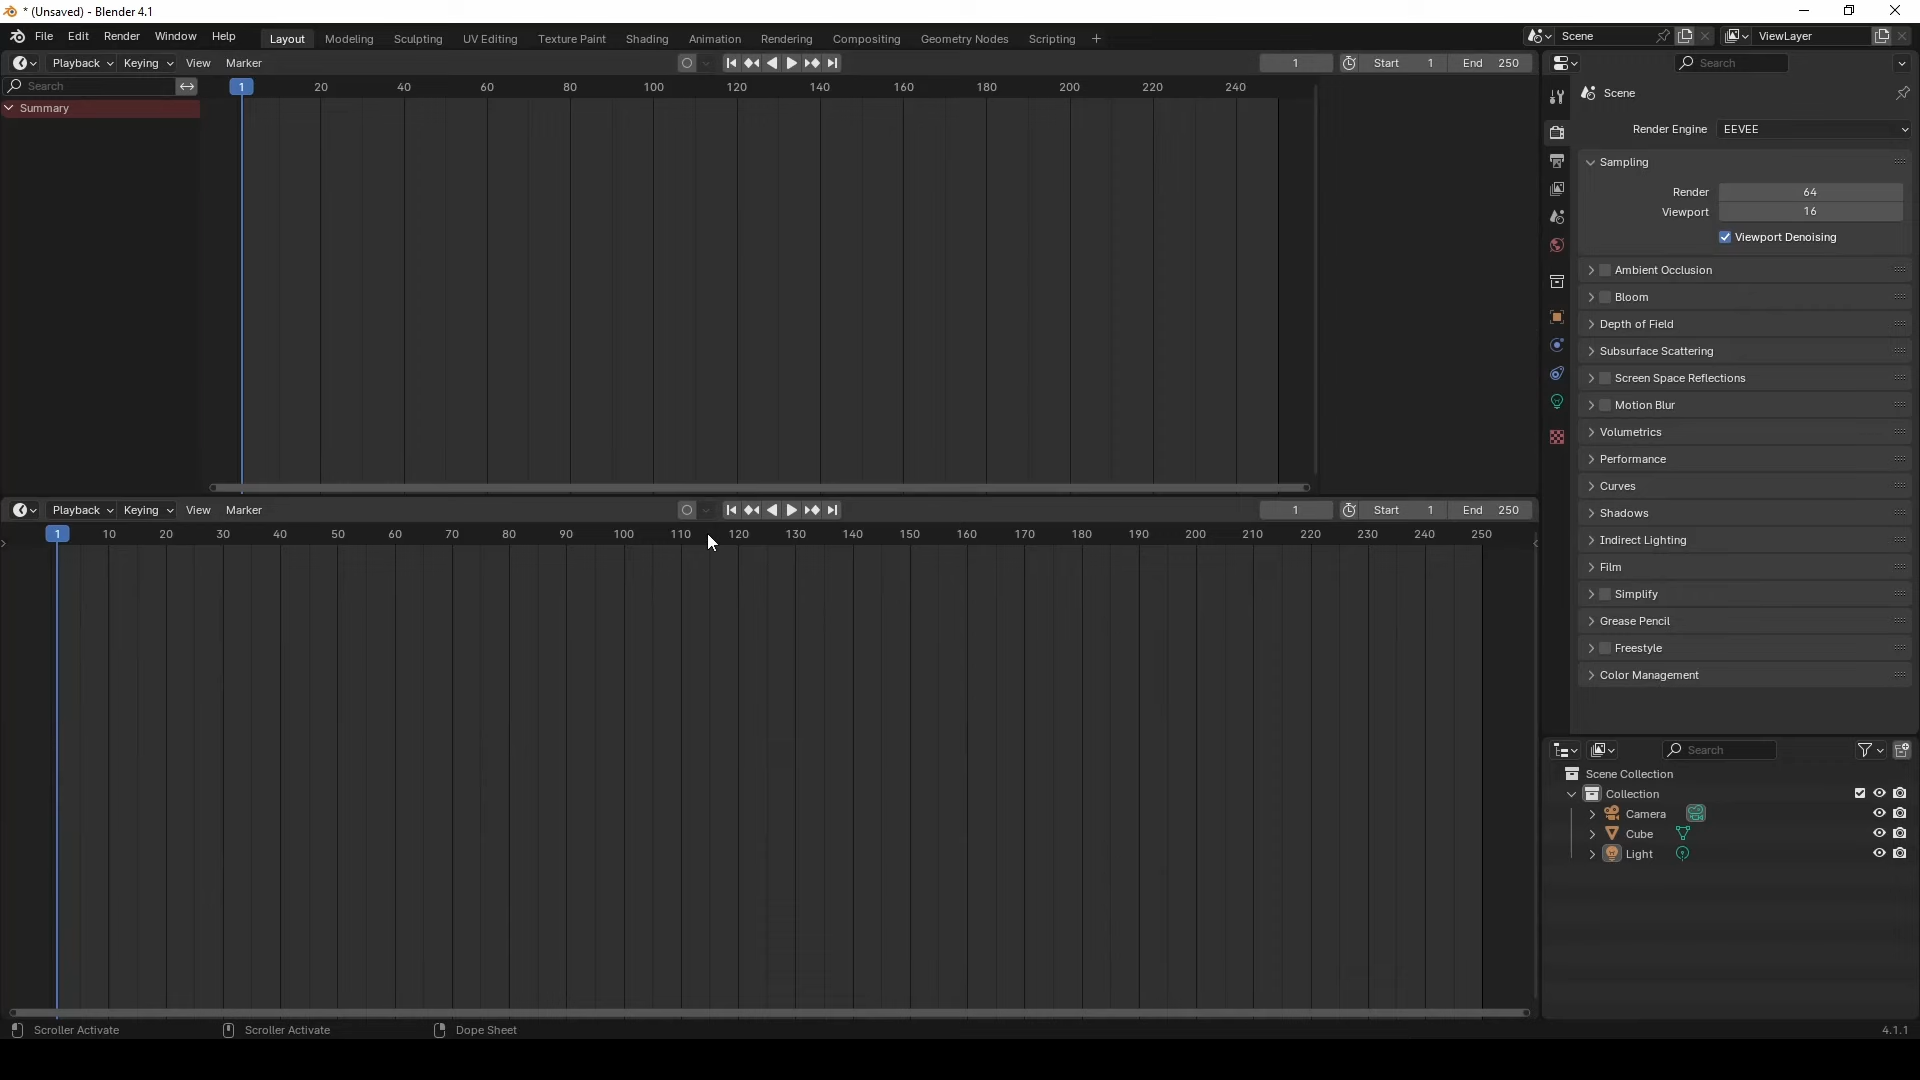 * (Unsaved) - Blender 4.1
File Edit Render Window Help Layout Modeling Sculpting UV Editing Texture Paint Shading Animation Rendering Compositing Geometry Nodes Scripting + Scene ViewLayer
Playback Keying View Marker 1 Start 1 End 250 Search
Search 1 20 40 60 80 100 120 140 160 180 200 220 240
Summary
Scene
Render Engine EEVEE
Sampling
Render 64
Viewport 16
Viewport Denoising
Ambient Occlusion
Bloom
Depth of Field
Subsurface Scattering
Screen Space Reflections
Motion Blur
Volumetrics
Performance
Curves
Shadows
Indirect Lighting
Film
Simplify
Grease Pencil
Freestyle
Color Management
Playback Keying View Marker 1 Start 1 End 250
1 10 20 30 40 50 60 70 80 90 100 110 120 130 140 150 160 170 180 190 200 210 220 230 240 250
Search
Scene Collection
Collection
Camera
Cube
Light
Scroller Activate Scroller Activate Dope Sheet 4.1.1